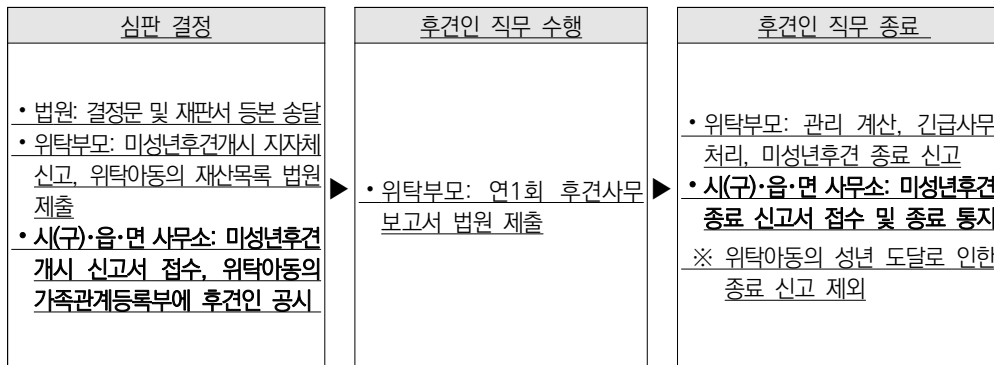 심판 결정
• 법원: 결정문 및 재판서 등본 송달
• 위탁부모: 미성년후견개시 지자체
신고, 위탁아동의 재산목록 법원
제출
• 시(구)·읍·면 사무소: 미성년후견
개시 신고서 접수, 위탁아동의
가족관계등록부에 후견인 공시
▶
후견인 직무 수행
• 위탁부모: 연1회 후견사무
보고서 법원 제출
▶
후견인 직무 종료
• 위탁부모: 관리 계산, 긴급사무
처리, 미성년후견 종료 신고
• 시(구)·읍·면 사무소: 미성년후견
종료 신고서 접수 및 종료 통지
※ 위탁아동의 성년 도달로 인한
종료 신고 제외